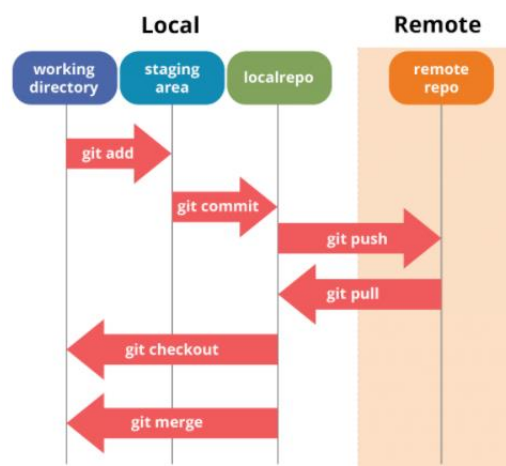 Local
Remote
working
directory
staging
area
localrepo
remote
repo
git add
git commit
git push
git pull
git checkout
git merge